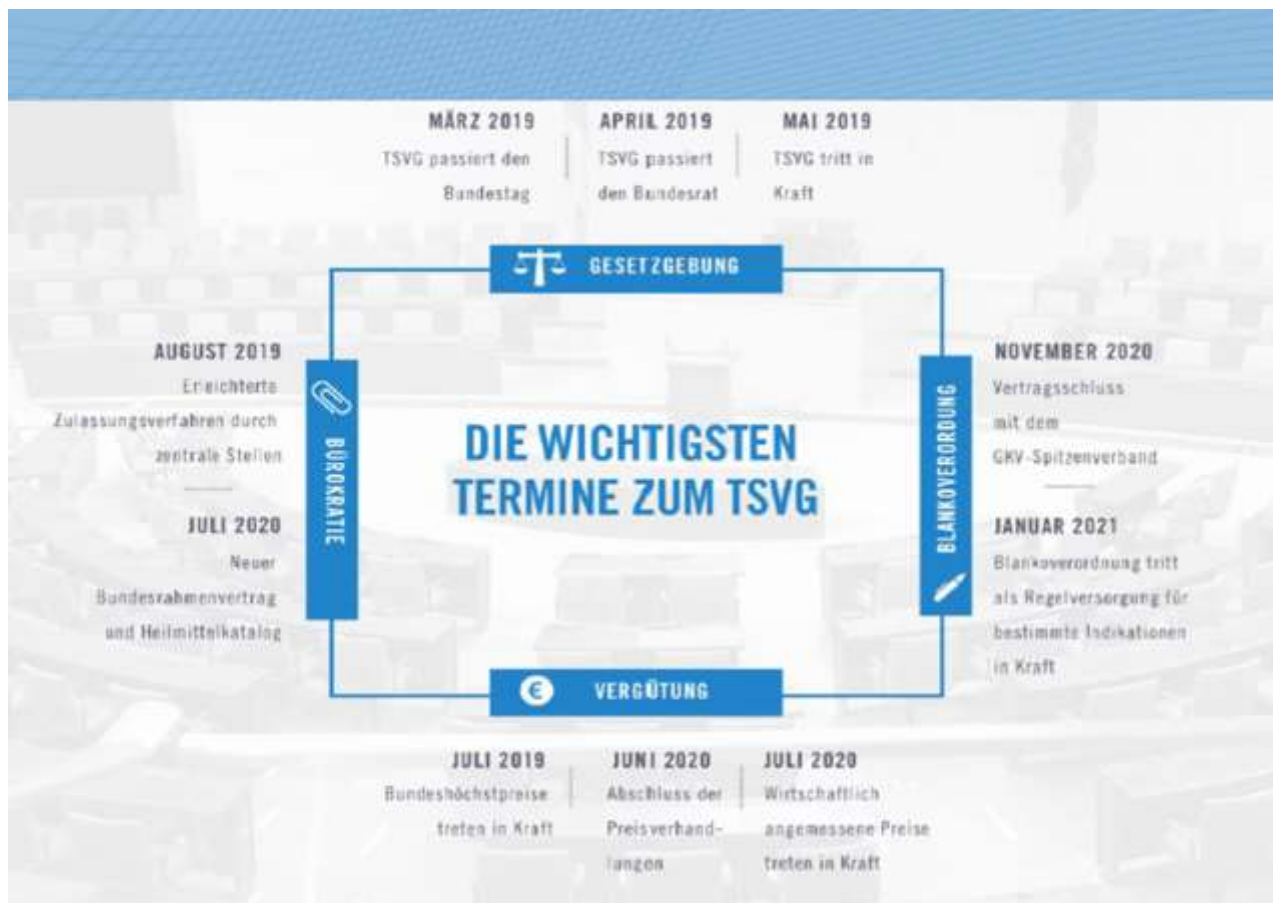 MÄRZ 2019
TSVG passiert den
Bundestag
APRIL 2019
TSVG passiert
den Bundesrat
MAI 2019
TSVG tritt in
Kraft
GESETZGEBUNG
AUGUST 2019
Erleichterte
Zulassungsverfahren durch
zentrale Stellen
JULI 2020
Neuer
Bundesrahmenvertrag
und Heilmittelkatalog
BÜROKRATIE
DIE WICHTIGSTEN
TERMINE ZUM TSVG
BLANKOVERORDUNG
NOVEMBER 2020
Vertragsschluss
mit dem
GKV-Spitzenverband
JANUAR 2021
Blankoverordnung tritt
als Regelversorgung für
bestimmte Indikationen
in Kraft
VERGÜTUNG
JULI 2019
Bundeshöchstpreise
treten in Kraft
JUNI 2020
Abschluss der
Preisverhand-
lungen
JULI 2020
Wirtschaftlich
angemessene Preise
treten in Kraft